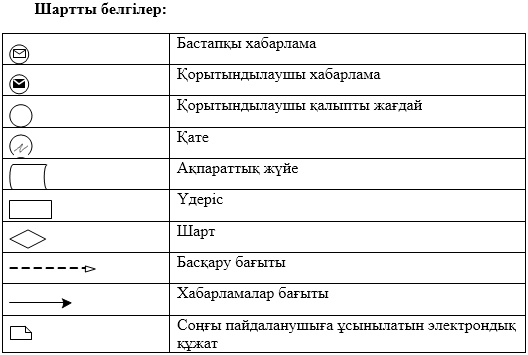 Шартты белгілер:
Бастапқы хабарлама
Қорытындылаушы хабарлама
Қорытындылаушы қалыпты жағдай
Қате
Ақпараттық жүйе
Үдеріс
Шарт
Басқару бағыты
Хабарламалар бағыты
Соңғы пайдаланушыға ұсынылатын электрондық
құжат